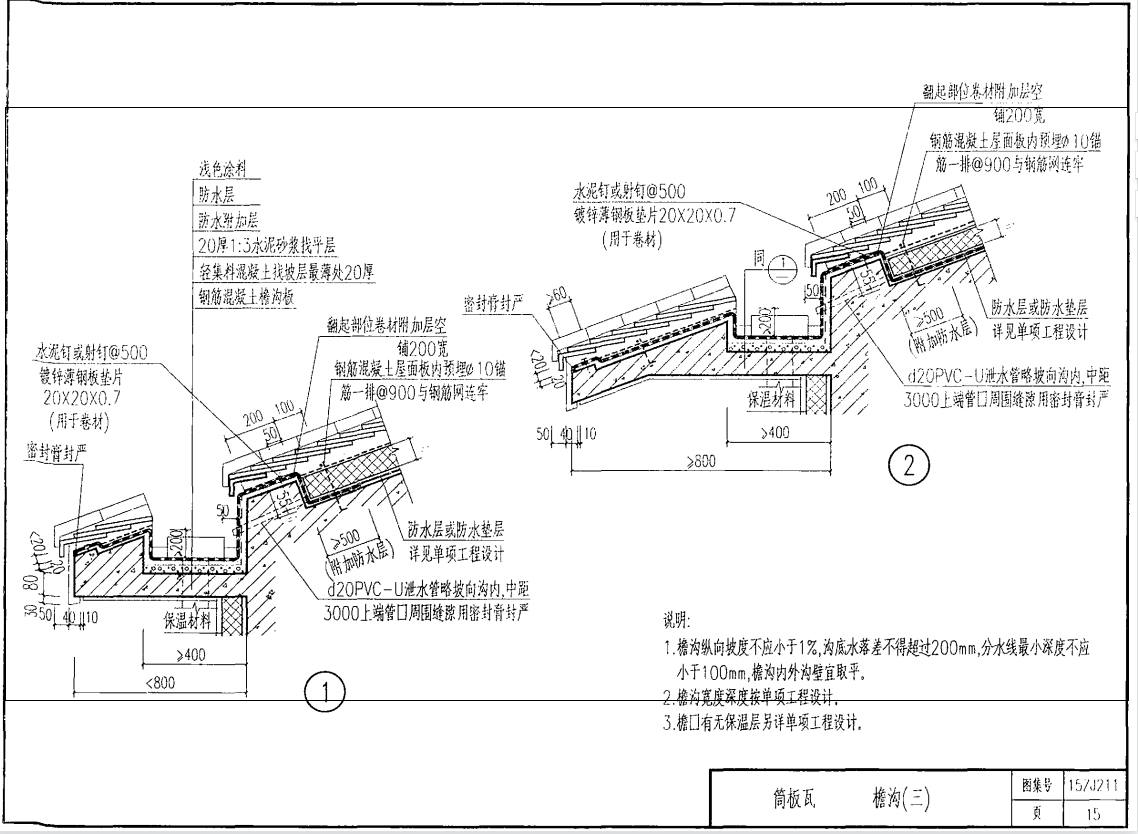 浅色涂料
防水层
防水附加层
20厚1:3水泥砂浆找平层
轻集料混凝土找坡层最薄处20厚
钢筋混凝土檐沟板
翻起部位卷材附加层空
铺200宽
钢筋混凝土屋面板内预埋ø10锚
筋一排@900与钢筋网连牢
水泥钉或射钉@500
镀锌薄钢板垫片
20X20X0.7
(用于卷材)
密封膏封严
200
100
50
50
≥200
<20
20
80
30
50
40
10
≥500
(附加防水层)
防水层或防水垫层
详见单项工程设计
d20PVC-U泄水管略坡向沟内,中距
3000上端管口周围缝隙用密封膏封严
保温材料
≥400
<800
1
翻起部位卷材附加层空
铺200宽
钢筋混凝土屋面板内预埋ø10锚
筋一排@900与钢筋网连牢
水泥钉或射钉@500
镀锌薄钢板垫片20X20X0.7
(用于卷材)
200
100
50
同
1
50
≥60
密封膏封严
≥200
<20
20
50
40
10
≥500
(附加防水层)
防水层或防水垫层
详见单项工程设计
d20PVC-U泄水管略坡向沟内,中距
3000上端管口周围缝隙用密封膏封严
保温材料
≥400
≥800
2
说明:
1.檐沟纵向坡度不应小于1%,沟底水落差不得超过200mm,分水线最小深度不应
小于100mm,檐沟内外沟壁宜取平。
2.檐沟宽度深度按单项工程设计。
3.檐口有无保温层另详单项工程设计。
筒板瓦 檐沟(三)
图集号 15ZJ211
页 15